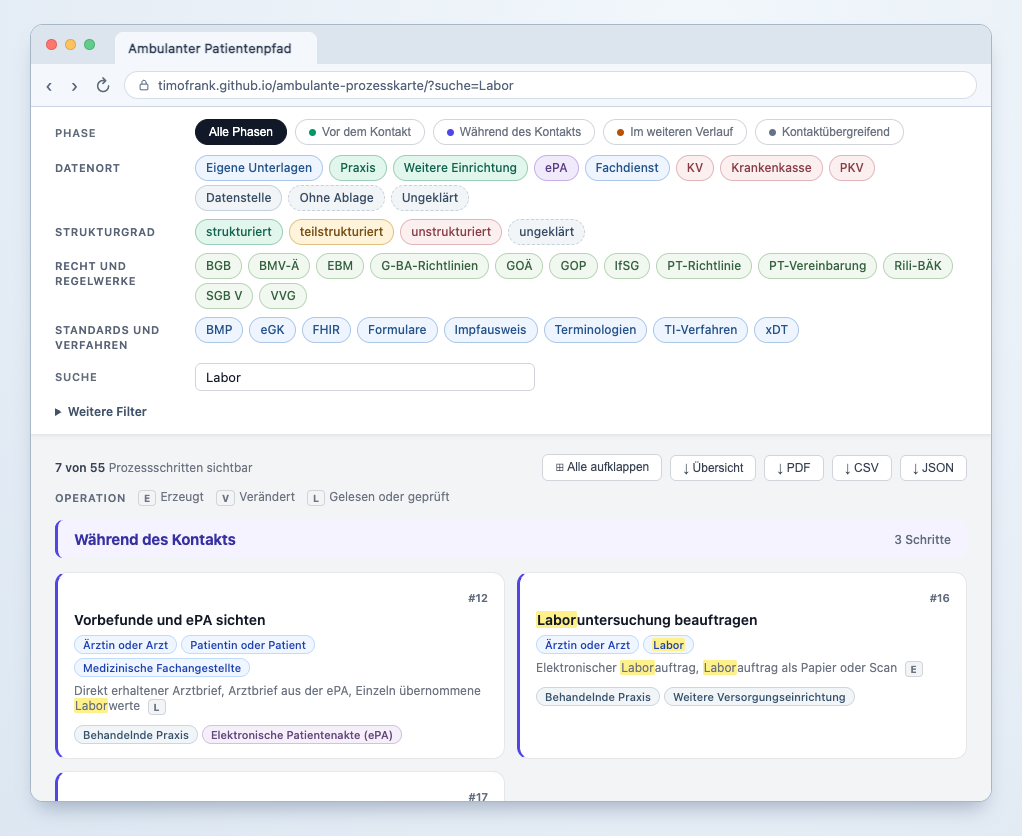 Ambulanter Patientenpfad
timofrank.github.io/ambulante-prozesskarte/?suche=Labor
PHASE
Alle Phasen
Vor dem Kontakt
Während des Kontakts
Im weiteren Verlauf
Kontaktübergreifend
DATENORT
Eigene Unterlagen
Praxis
Weitere Einrichtung
ePA
Fachdienst
KV
Krankenkasse
PKV
Datenstelle
Ohne Ablage
Ungeklärt
STRUKTURGRAD
strukturiert
teilstrukturiert
unstrukturiert
ungeklärt
RECHT UND
REGELWERKE
BGB
BMV-Ä
EBM
G-BA-Richtlinien
GOÄ
GOP
IfSG
PT-Richtlinie
PT-Vereinbarung
Rili-BÄK
SGB V
VVG
STANDARDS UND
VERFAHREN
BMP
eGK
FHIR
Formulare
Impfausweis
Terminologien
TI-Verfahren
xDT
SUCHE
Labor
Weitere Filter
7 von 55 Prozessschritten sichtbar
⊞ Alle aufklappen
↓ Übersicht
↓ PDF
↓ CSV
↓ JSON
OPERATION E Erzeugt V Verändert L Gelesen oder geprüft
Während des Kontakts
3 Schritte
#12
Vorbefunde und ePA sichten
Ärztin oder Arzt
Patientin oder Patient
Medizinische Fachangestellte
Direkt erhaltener Arztbrief, Arztbrief aus der ePA, Einzeln übernommene
Laborwerte L
Behandelnde Praxis
Elektronische Patientenakte (ePA)
#16
Laboruntersuchung beauftragen
Ärztin oder Arzt
Labor
Elektronischer Laborauftrag, Laborauftrag als Papier oder Scan E
Behandelnde Praxis
Weitere Versorgungseinrichtung
#17